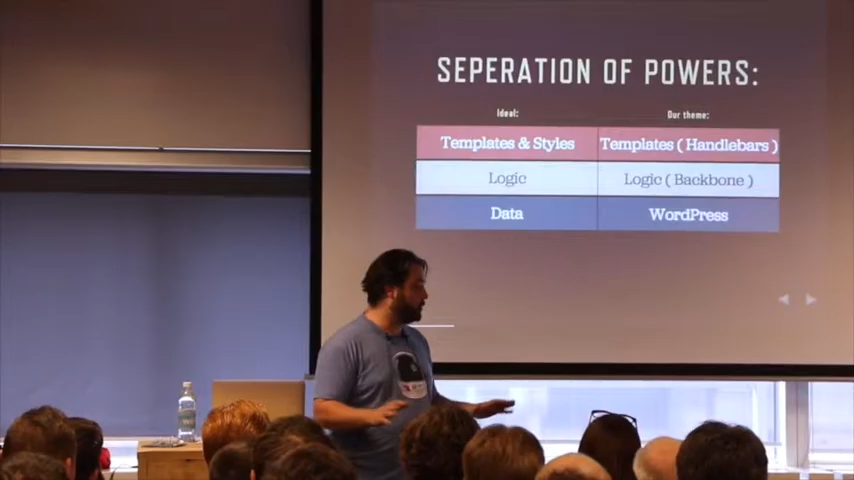 SEPERATION OF POWERS:
Ideal: Our theme:
Templates & Styles Templates ( Handlebars )
Logic Logic ( Backbone )
Data WordPress